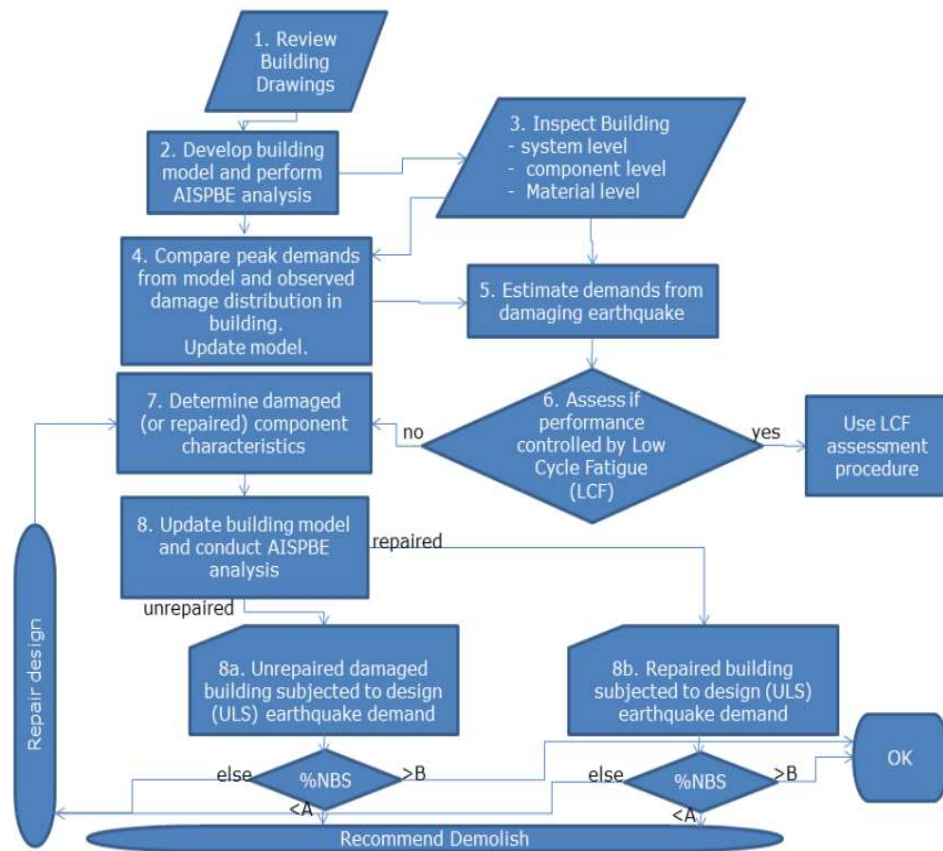 1. Review
Building
Drawings
2. Develop building
model and perform
AISPBE analysis
3. Inspect Building
- system level
- component level
- Material level
4. Compare peak demands
from model and observed
damage distribution in
building.
Update model.
5. Estimate demands from
damaging earthquake
6. Assess if
performance
controlled by Low
Cycle Fatigue
(LCF)
no
yes
Use LCF
assessment
procedure
7. Determine damaged
(or repaired) component
characteristics
8. Update building model
and conduct AISPBE
analysis
repaired
unrepaired
Repair design
8a. Unrepaired damaged
building subjected to design
(ULS) earthquake demand
8b. Repaired building
subjected to design (ULS)
earthquake demand
OK
else
%NBS
>B
<A
else
%NBS
>B
<A
Recommend Demolish